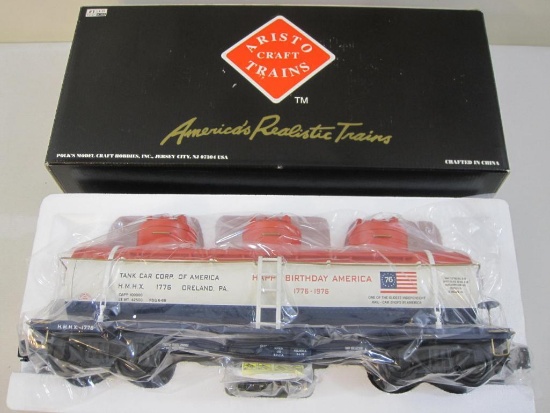 ARISTO
CRAFT
TRAINS
TM
America's Realistic Trains
POLK'S MODEL CRAFT HOBBIES, INC., JERSEY CITY, NJ 07304 USA
CRAFTED IN CHINA
TANK CAR CORP. OF AMERICA
H.M.H.X. 1776 ORELAND, PA.
HAPPY BIRTHDAY AMERICA
1776-1976
76
H.M.H.X.-1776